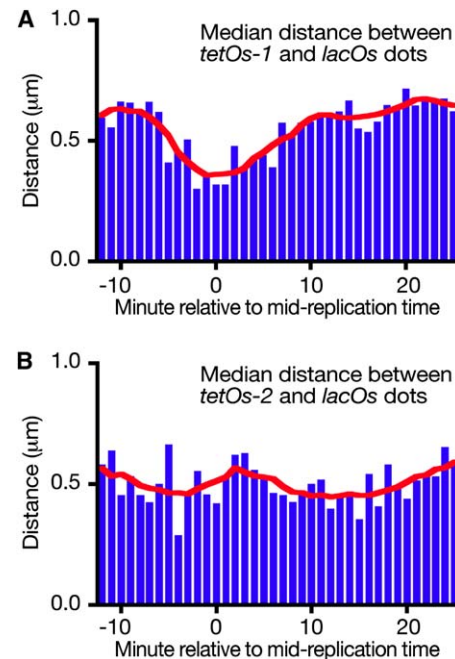 A
Median distance between
tetOs-1 and lacOs dots
Distance (μm)
1.0
0.5
0.0
-10 0 10 20
Minute relative to mid-replication time
B
Median distance between
tetOs-2 and lacOs dots
Distance (μm)
1.0
0.5
0.0
-10 0 10 20
Minute relative to mid-replication time